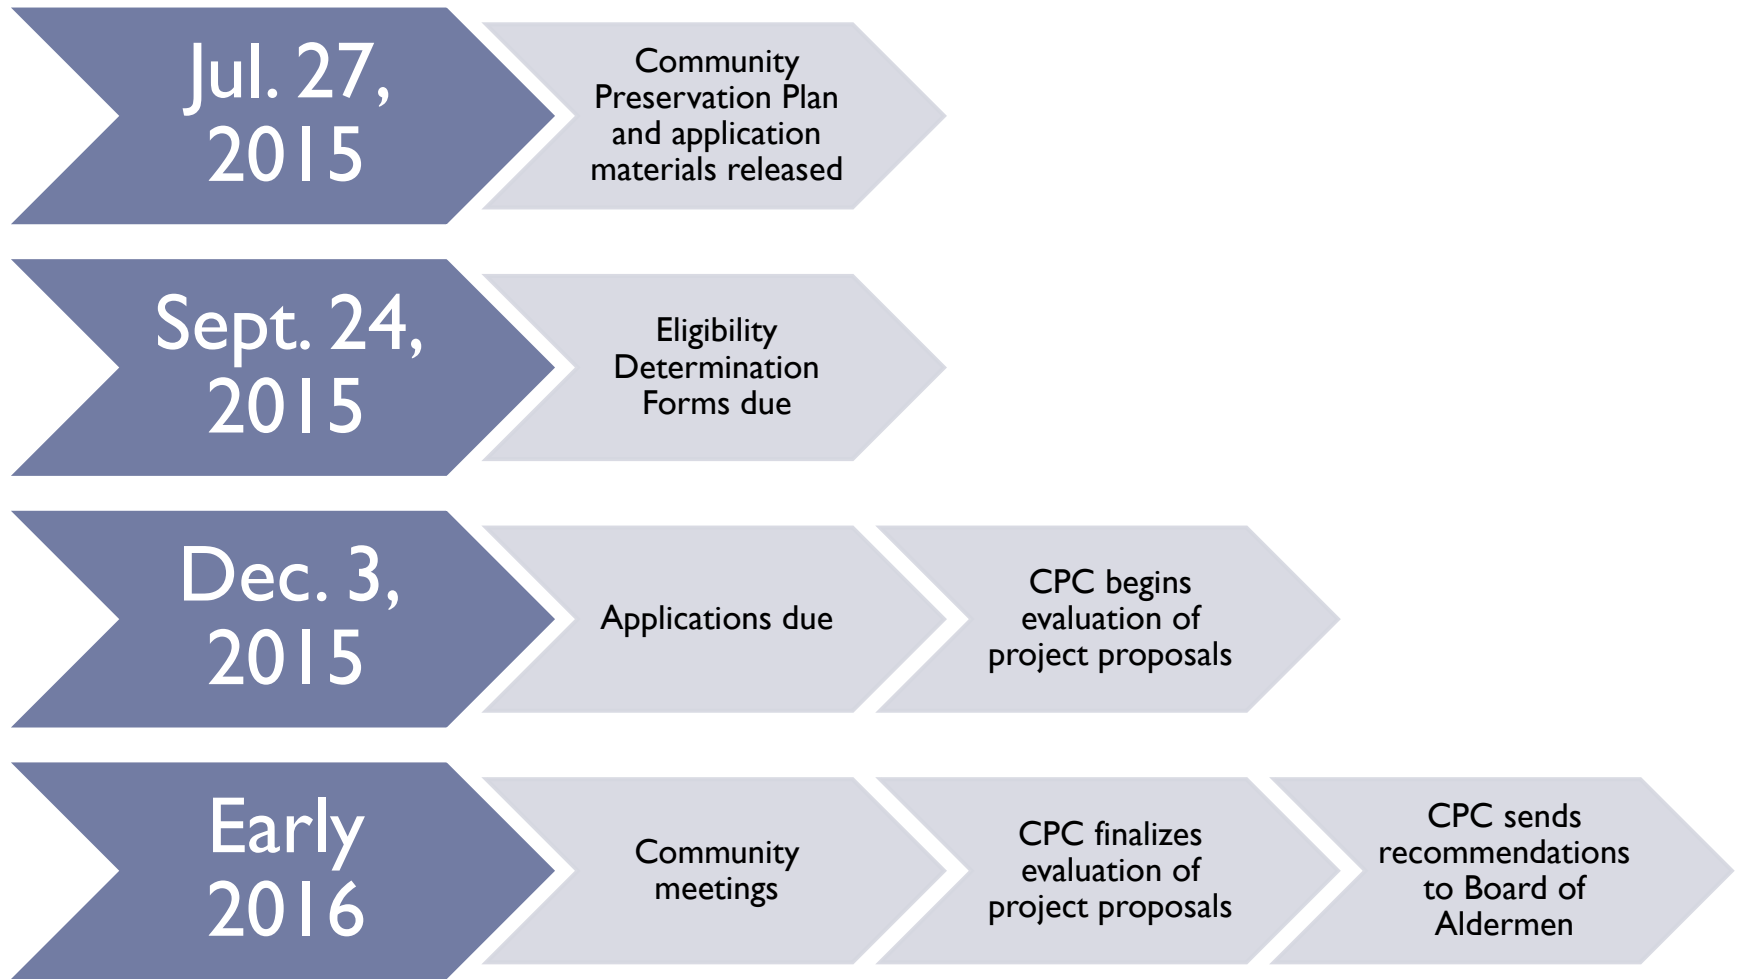 Jul. 27,
2015
Community
Preservation Plan
and application
materials released
Sept. 24,
2015
Eligibility
Determination
Forms due
Dec. 3,
2015
Applications due
CPC begins
evaluation of
project proposals
Early
2016
Community
meetings
CPC finalizes
evaluation of
project proposals
CPC sends
recommendations
to Board of
Aldermen